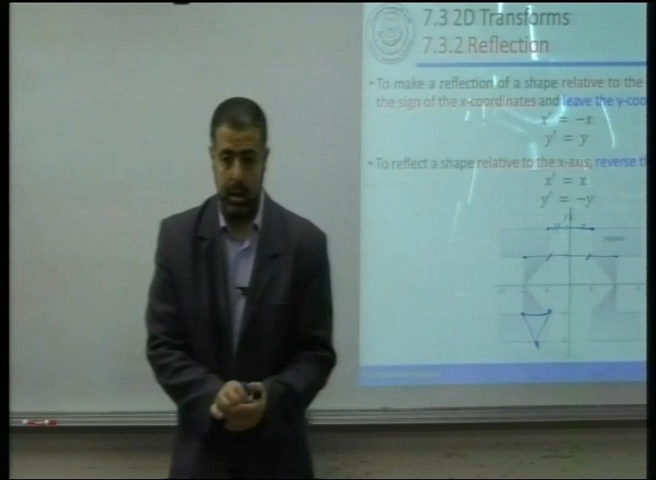 7.3 2D Transforms
7.3.2 Reflection
•To make a reflection of a shape relative to the
the sign of the x-coordinates and leave the y-coo
x' = −x
y' = y
•To reflect a shape relative to the x-axis, reverse t
x' = x
y' = −y